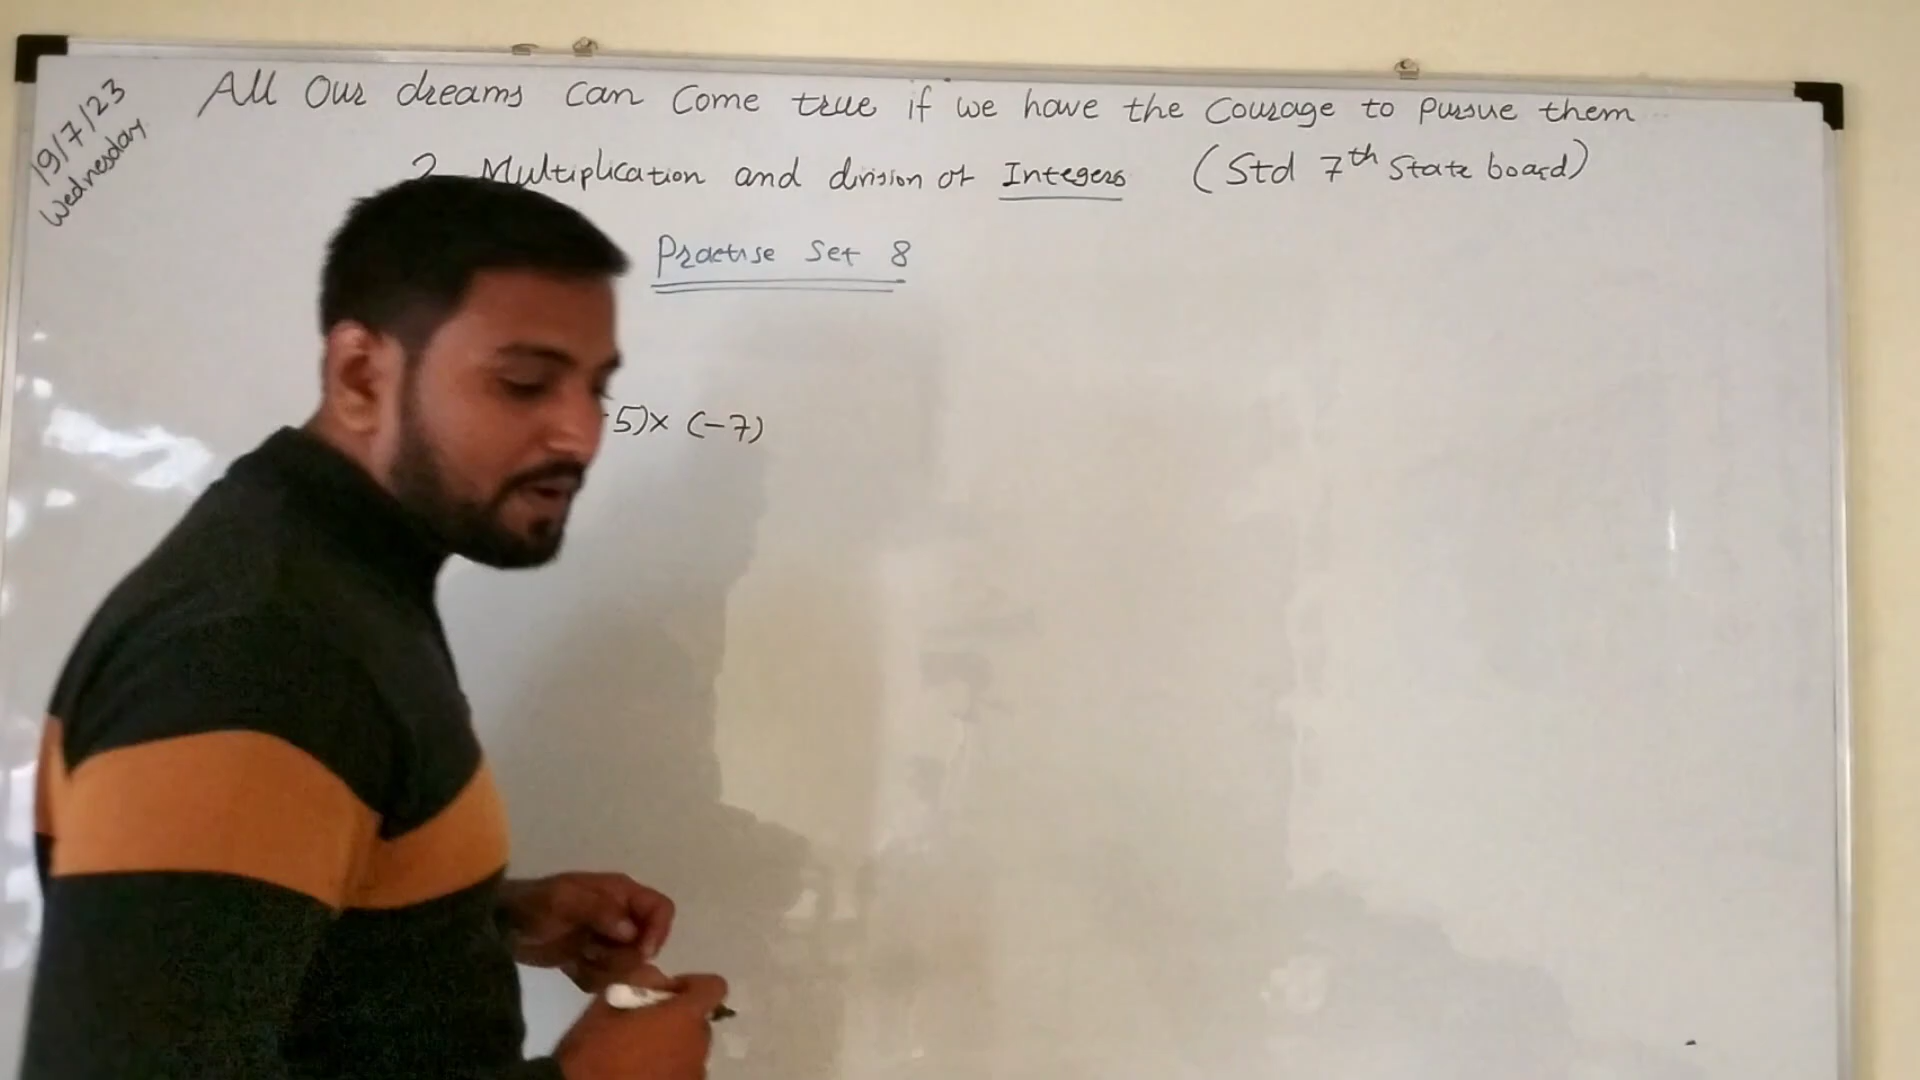 19/7/23
Wednesday
All Our dreams can Come true if we have the Courage to pursue them
2 Multiplication and division of Integers (Std 7th State board)
Practise Set 8
-5)× (-7)